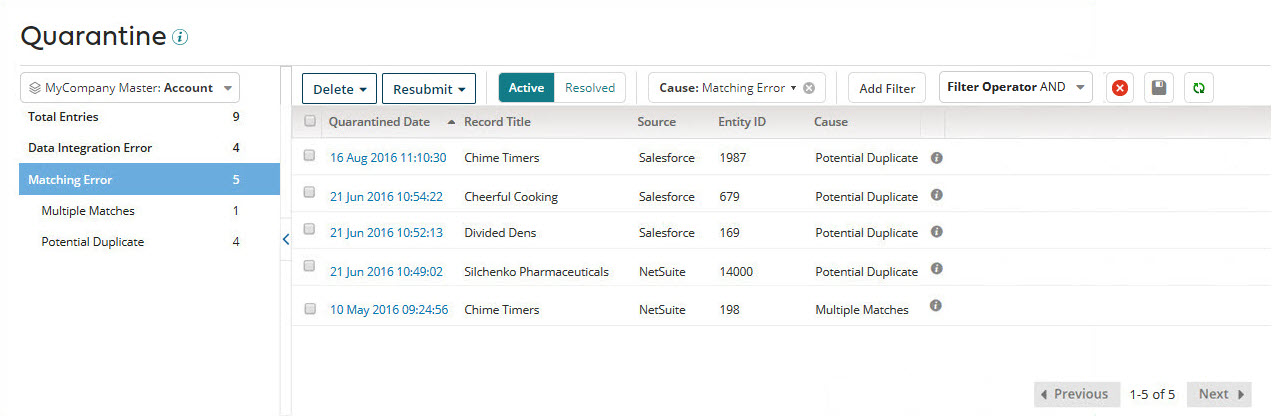 Quarantine
MyCompany Master: Account
Total Entries 9
Data Integration Error 4
Matching Error 5
Multiple Matches 1
Potential Duplicate 4
Delete Resubmit Active Resolved Cause: Matching Error Add Filter Filter Operator AND
Quarantined Date Record Title Source Entity ID Cause
16 Aug 2016 11:10:30 Chime Timers Salesforce 1987 Potential Duplicate
21 Jun 2016 10:54:22 Cheerful Cooking Salesforce 679 Potential Duplicate
21 Jun 2016 10:52:13 Divided Dens Salesforce 169 Potential Duplicate
21 Jun 2016 10:49:02 Silchenko Pharmaceuticals NetSuite 14000 Potential Duplicate
10 May 2016 09:24:56 Chime Timers NetSuite 198 Multiple Matches
Previous 1-5 of 5 Next